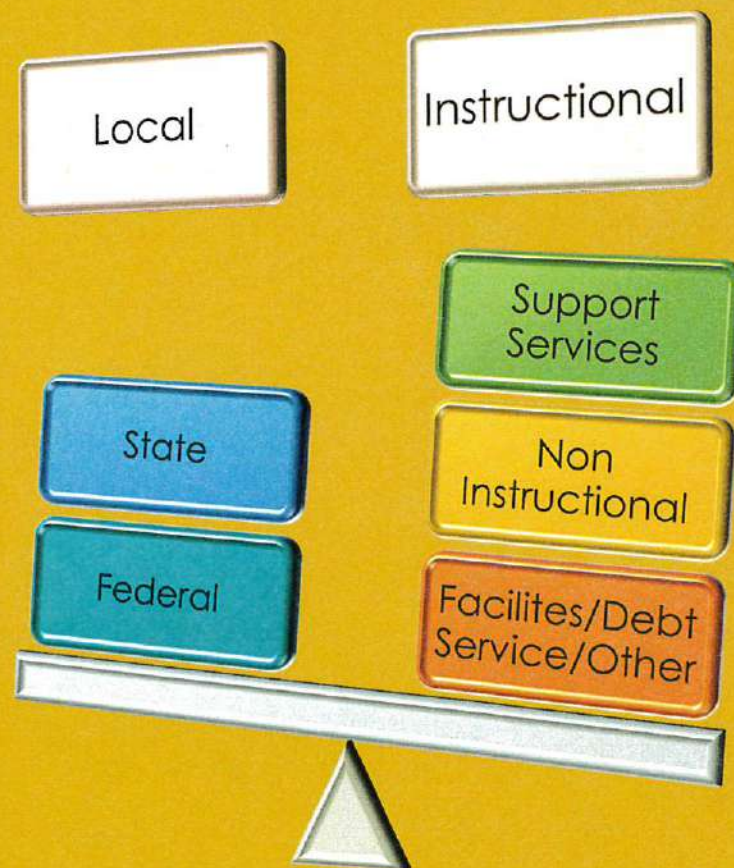 Local
Instructional
Support
Services
State
Non
Instructional
Federal
Facilites/Debt
Service/Other